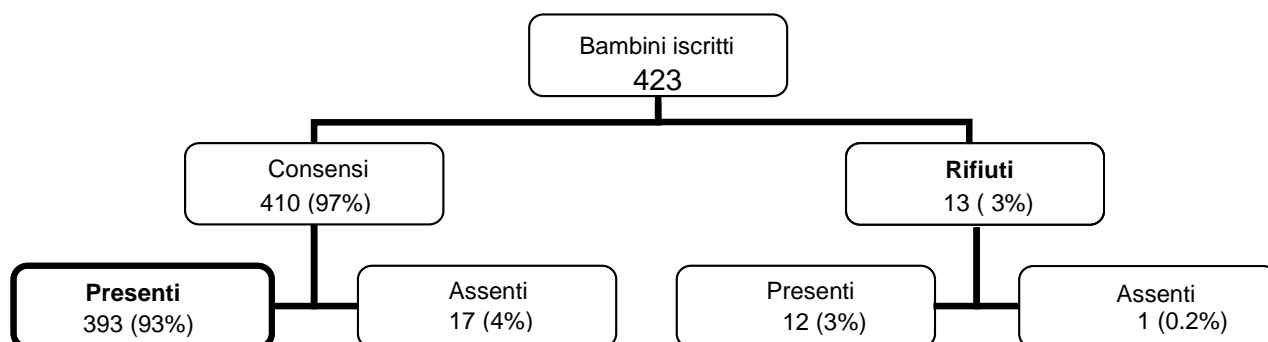 Bambini iscritti
423
Consensi
410 (97%)
Rifiuti
13 ( 3%)
Presenti
393 (93%)
Assenti
17 (4%)
Presenti
12 (3%)
Assenti
1 (0.2%)